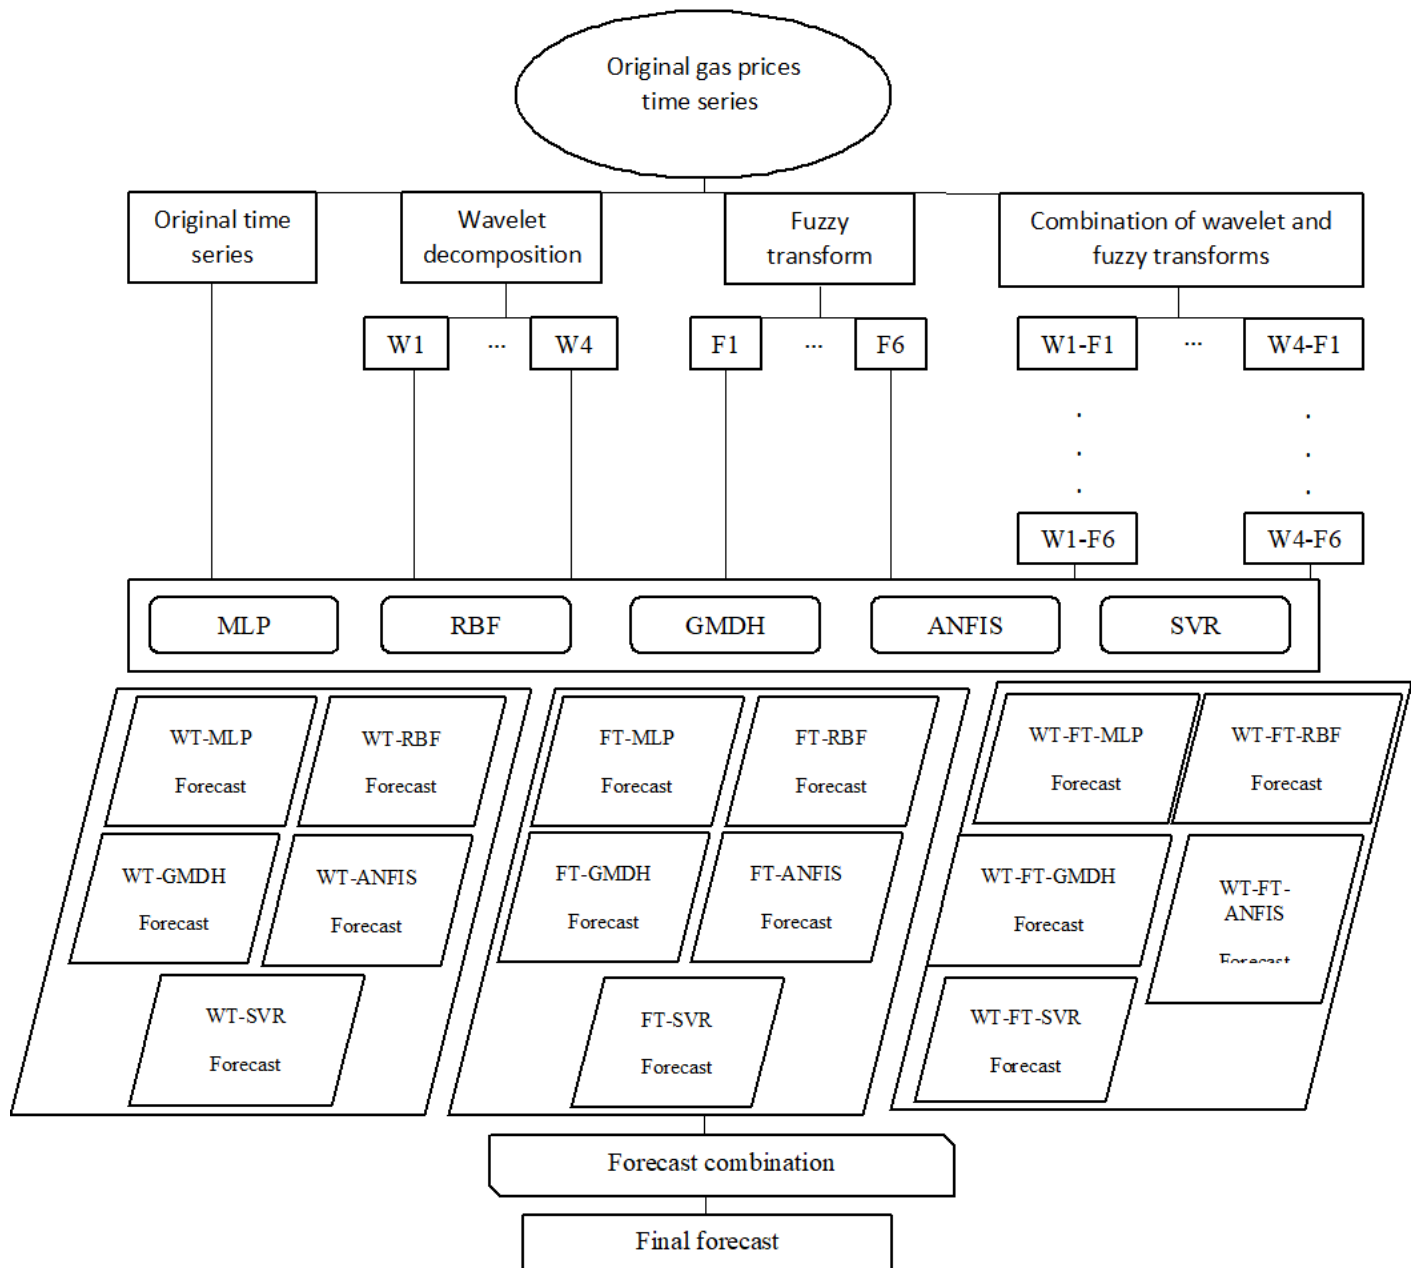 Original gas prices
time series
Original time
series
Wavelet
decomposition
Fuzzy
transform
Combination of wavelet and
fuzzy transforms
W1
...
W4
F1
...
F6
W1-F1
...
W4-F1
.
.
.
.
.
.
W1-F6
W4-F6
MLP
RBF
GMDH
ANFIS
SVR
WT-MLP
Forecast
WT-RBF
Forecast
WT-GMDH
Forecast
WT-ANFIS
Forecast
WT-SVR
Forecast
FT-MLP
Forecast
FT-RBF
Forecast
FT-GMDH
Forecast
FT-ANFIS
Forecast
FT-SVR
Forecast
WT-FT-MLP
Forecast
WT-FT-RBF
Forecast
WT-FT-GMDH
Forecast
WT-FT-
ANFIS
Forecast
WT-FT-SVR
Forecast
Forecast combination
Final forecast